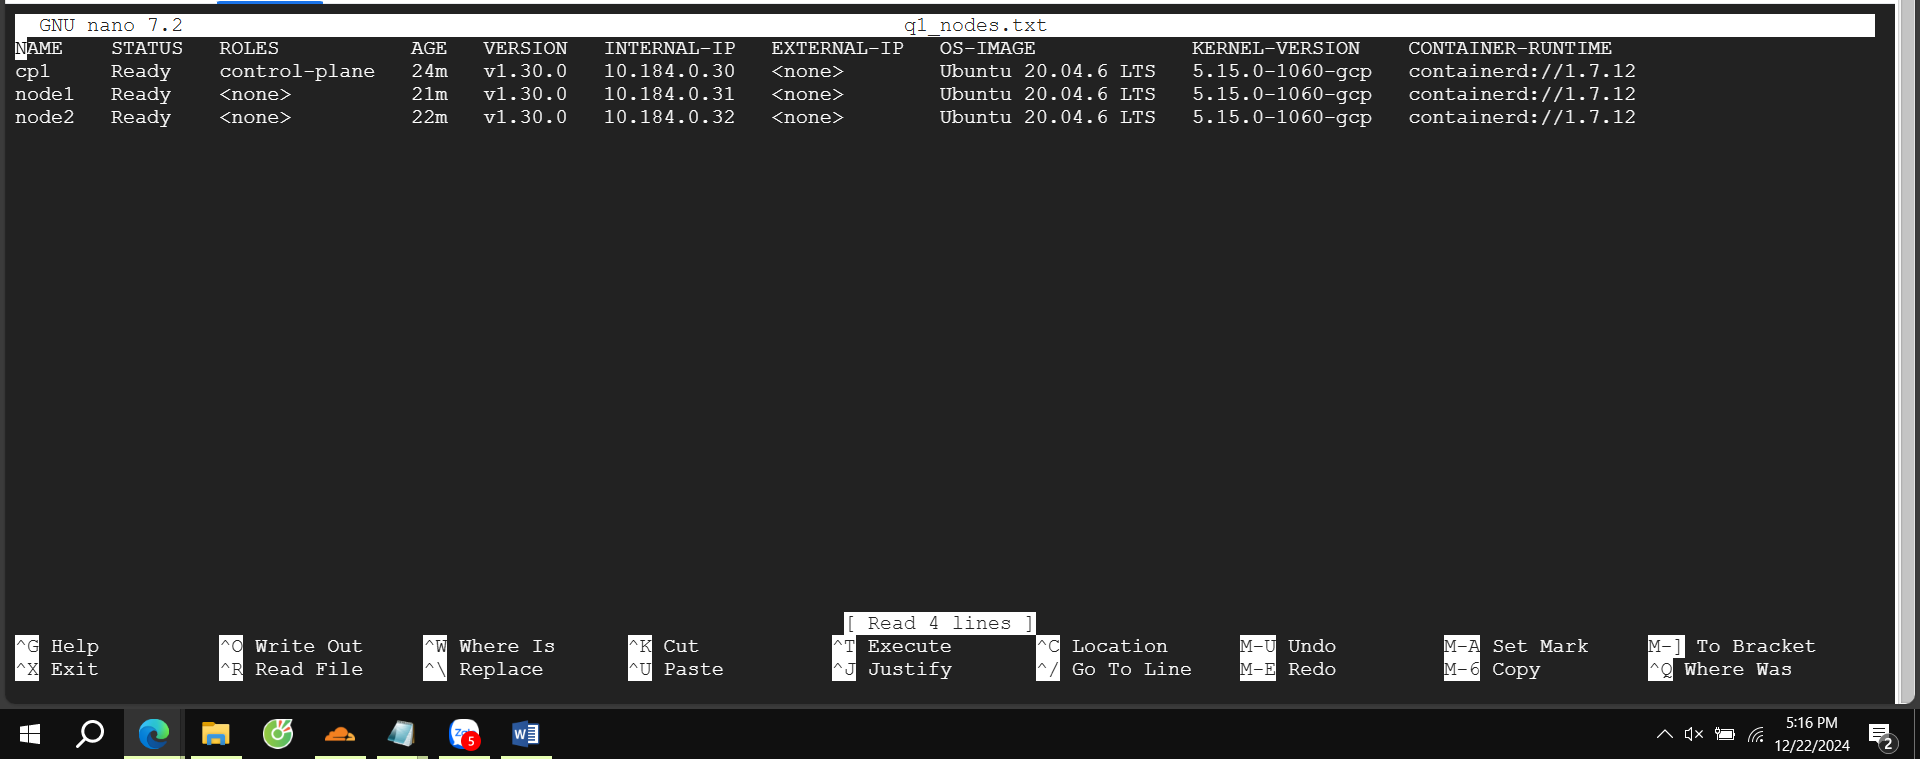 GNU nano 7.2 q1_nodes.txt
NAME STATUS ROLES AGE VERSION INTERNAL-IP EXTERNAL-IP OS-IMAGE KERNEL-VERSION CONTAINER-RUNTIME
cp1 Ready control-plane 24m v1.30.0 10.184.0.30 <none> Ubuntu 20.04.6 LTS 5.15.0-1060-gcp containerd://1.7.12
node1 Ready <none> 21m v1.30.0 10.184.0.31 <none> Ubuntu 20.04.6 LTS 5.15.0-1060-gcp containerd://1.7.12
node2 Ready <none> 22m v1.30.0 10.184.0.32 <none> Ubuntu 20.04.6 LTS 5.15.0-1060-gcp containerd://1.7.12
[ Read 4 lines ]
^G Help ^O Write Out ^W Where Is ^K Cut ^T Execute ^C Location M-U Undo M-A Set Mark M-] To Bracket
^X Exit ^R Read File ^\ Replace ^U Paste ^J Justify ^/ Go To Line M-E Redo M-6 Copy ^Q Where Was
5:16 PM
12/22/2024
Zalo
5
W
2